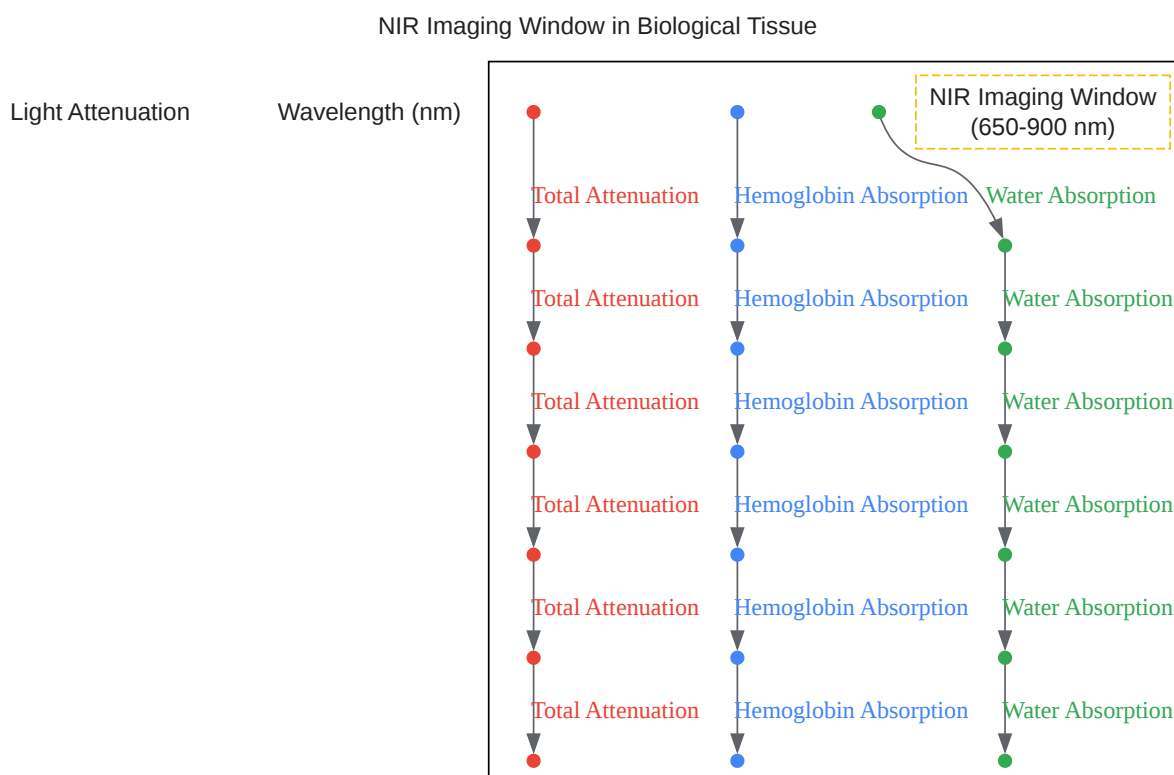 NIR Imaging Window in Biological Tissue
Light Attenuation
Wavelength (nm)
NIR Imaging Window
(650-900 nm)
Total Attenuation
Hemoglobin Absorption
Water Absorption
Total Attenuation
Hemoglobin Absorption
Water Absorption
Total Attenuation
Hemoglobin Absorption
Water Absorption
Total Attenuation
Hemoglobin Absorption
Water Absorption
Total Attenuation
Hemoglobin Absorption
Water Absorption
Total Attenuation
Hemoglobin Absorption
Water Absorption